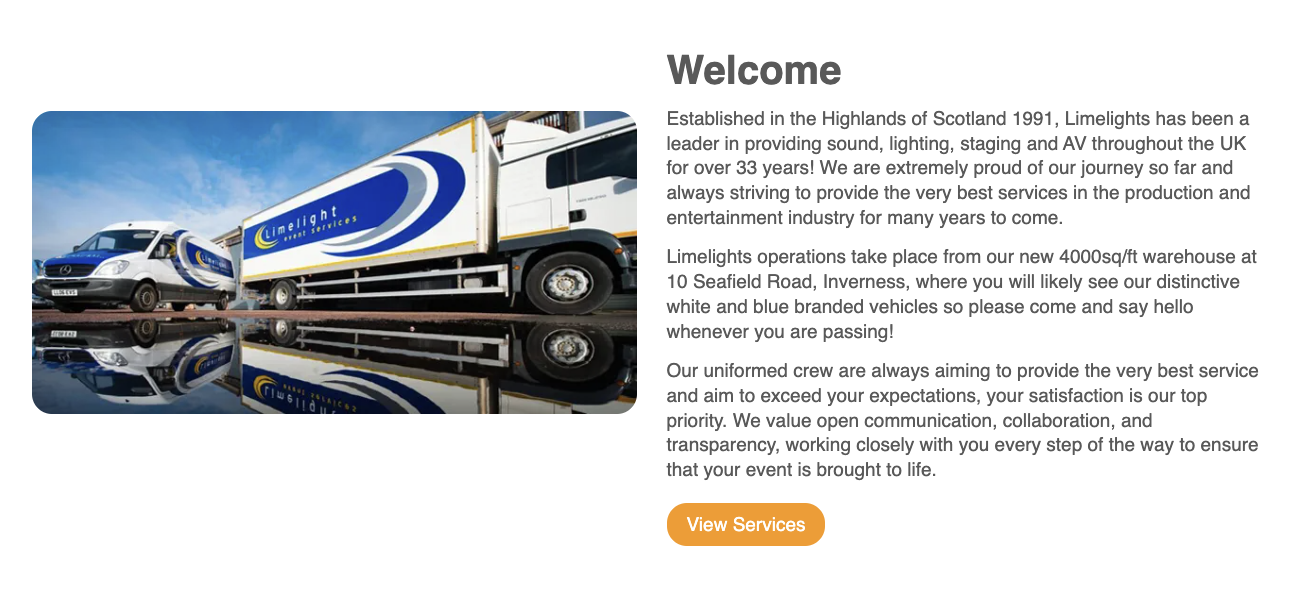 Welcome
Established in the Highlands of Scotland 1991, Limelights has been a
leader in providing sound, lighting, staging and AV throughout the UK
for over 33 years! We are extremely proud of our journey so far and
always striving to provide the very best services in the production and
entertainment industry for many years to come.
Limelights operations take place from our new 4000sq/ft warehouse at
10 Seafield Road, Inverness, where you will likely see our distinctive
white and blue branded vehicles so please come and say hello
whenever you are passing!
Our uniformed crew are always aiming to provide the very best service
and aim to exceed your expectations, your satisfaction is our top
priority. We value open communication, collaboration, and
transparency, working closely with you every step of the way to ensure
that your event is brought to life.
View Services
Limelight
event services
Limelight